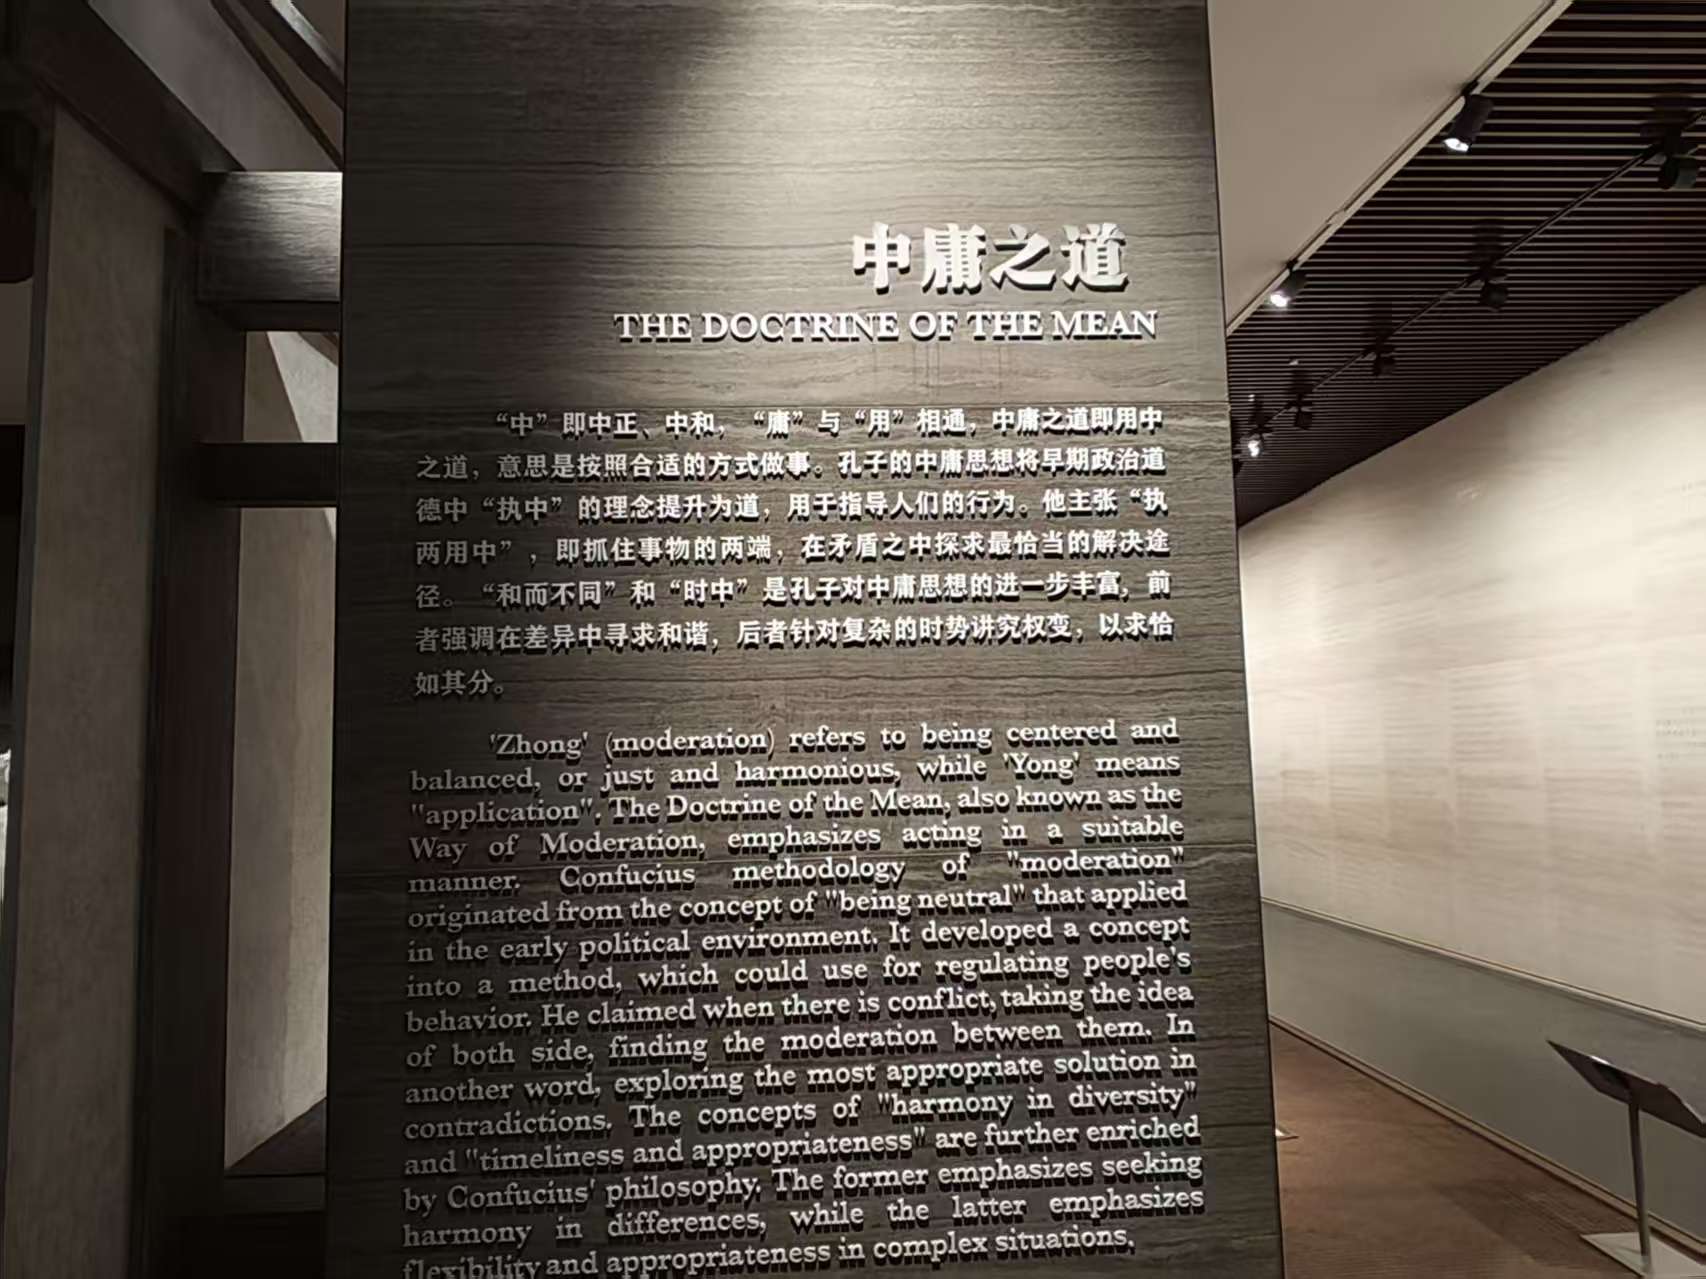 中庸之道
THE DOCTRINE OF THE MEAN
“中”即中正、中和，“庸”与“用”相通，中庸之道即用中
之道，意思是按照合适的方式做事。孔子的中庸思想将早期政治道
德中“执中”的理念提升为道，用于指导人们的行为。他主张“执
两用中”，即抓住事物的两端，在矛盾之中探求最恰当的解决途
径。“和而不同”和“时中”是孔子对中庸思想的进一步丰富，前
者强调在差异中寻求和谐，后者针对复杂的时势讲究权变，以求恰
如其分。
'Zhong' (moderation) refers to being centered and
balanced, or just and harmonious, while 'Yong' means
"application". The Doctrine of the Mean, also known as the
Way of Moderation, emphasizes acting in a suitable
manner. Confucius methodology of "moderation"
originated from the concept of "being neutral" that applied
in the early political environment. It developed a concept
into a method, which could use for regulating people's
behavior. He claimed when there is conflict, taking the idea
of both side, finding the moderation between them. In
another word, exploring the most appropriate solution in
contradictions. The concepts of "harmony in diversity"
and "timeliness and appropriateness" are further enriched
by Confucius' philosophy. The former emphasizes seeking
harmony in differences, while the latter emphasizes
flexibility and appropriateness in complex situations.